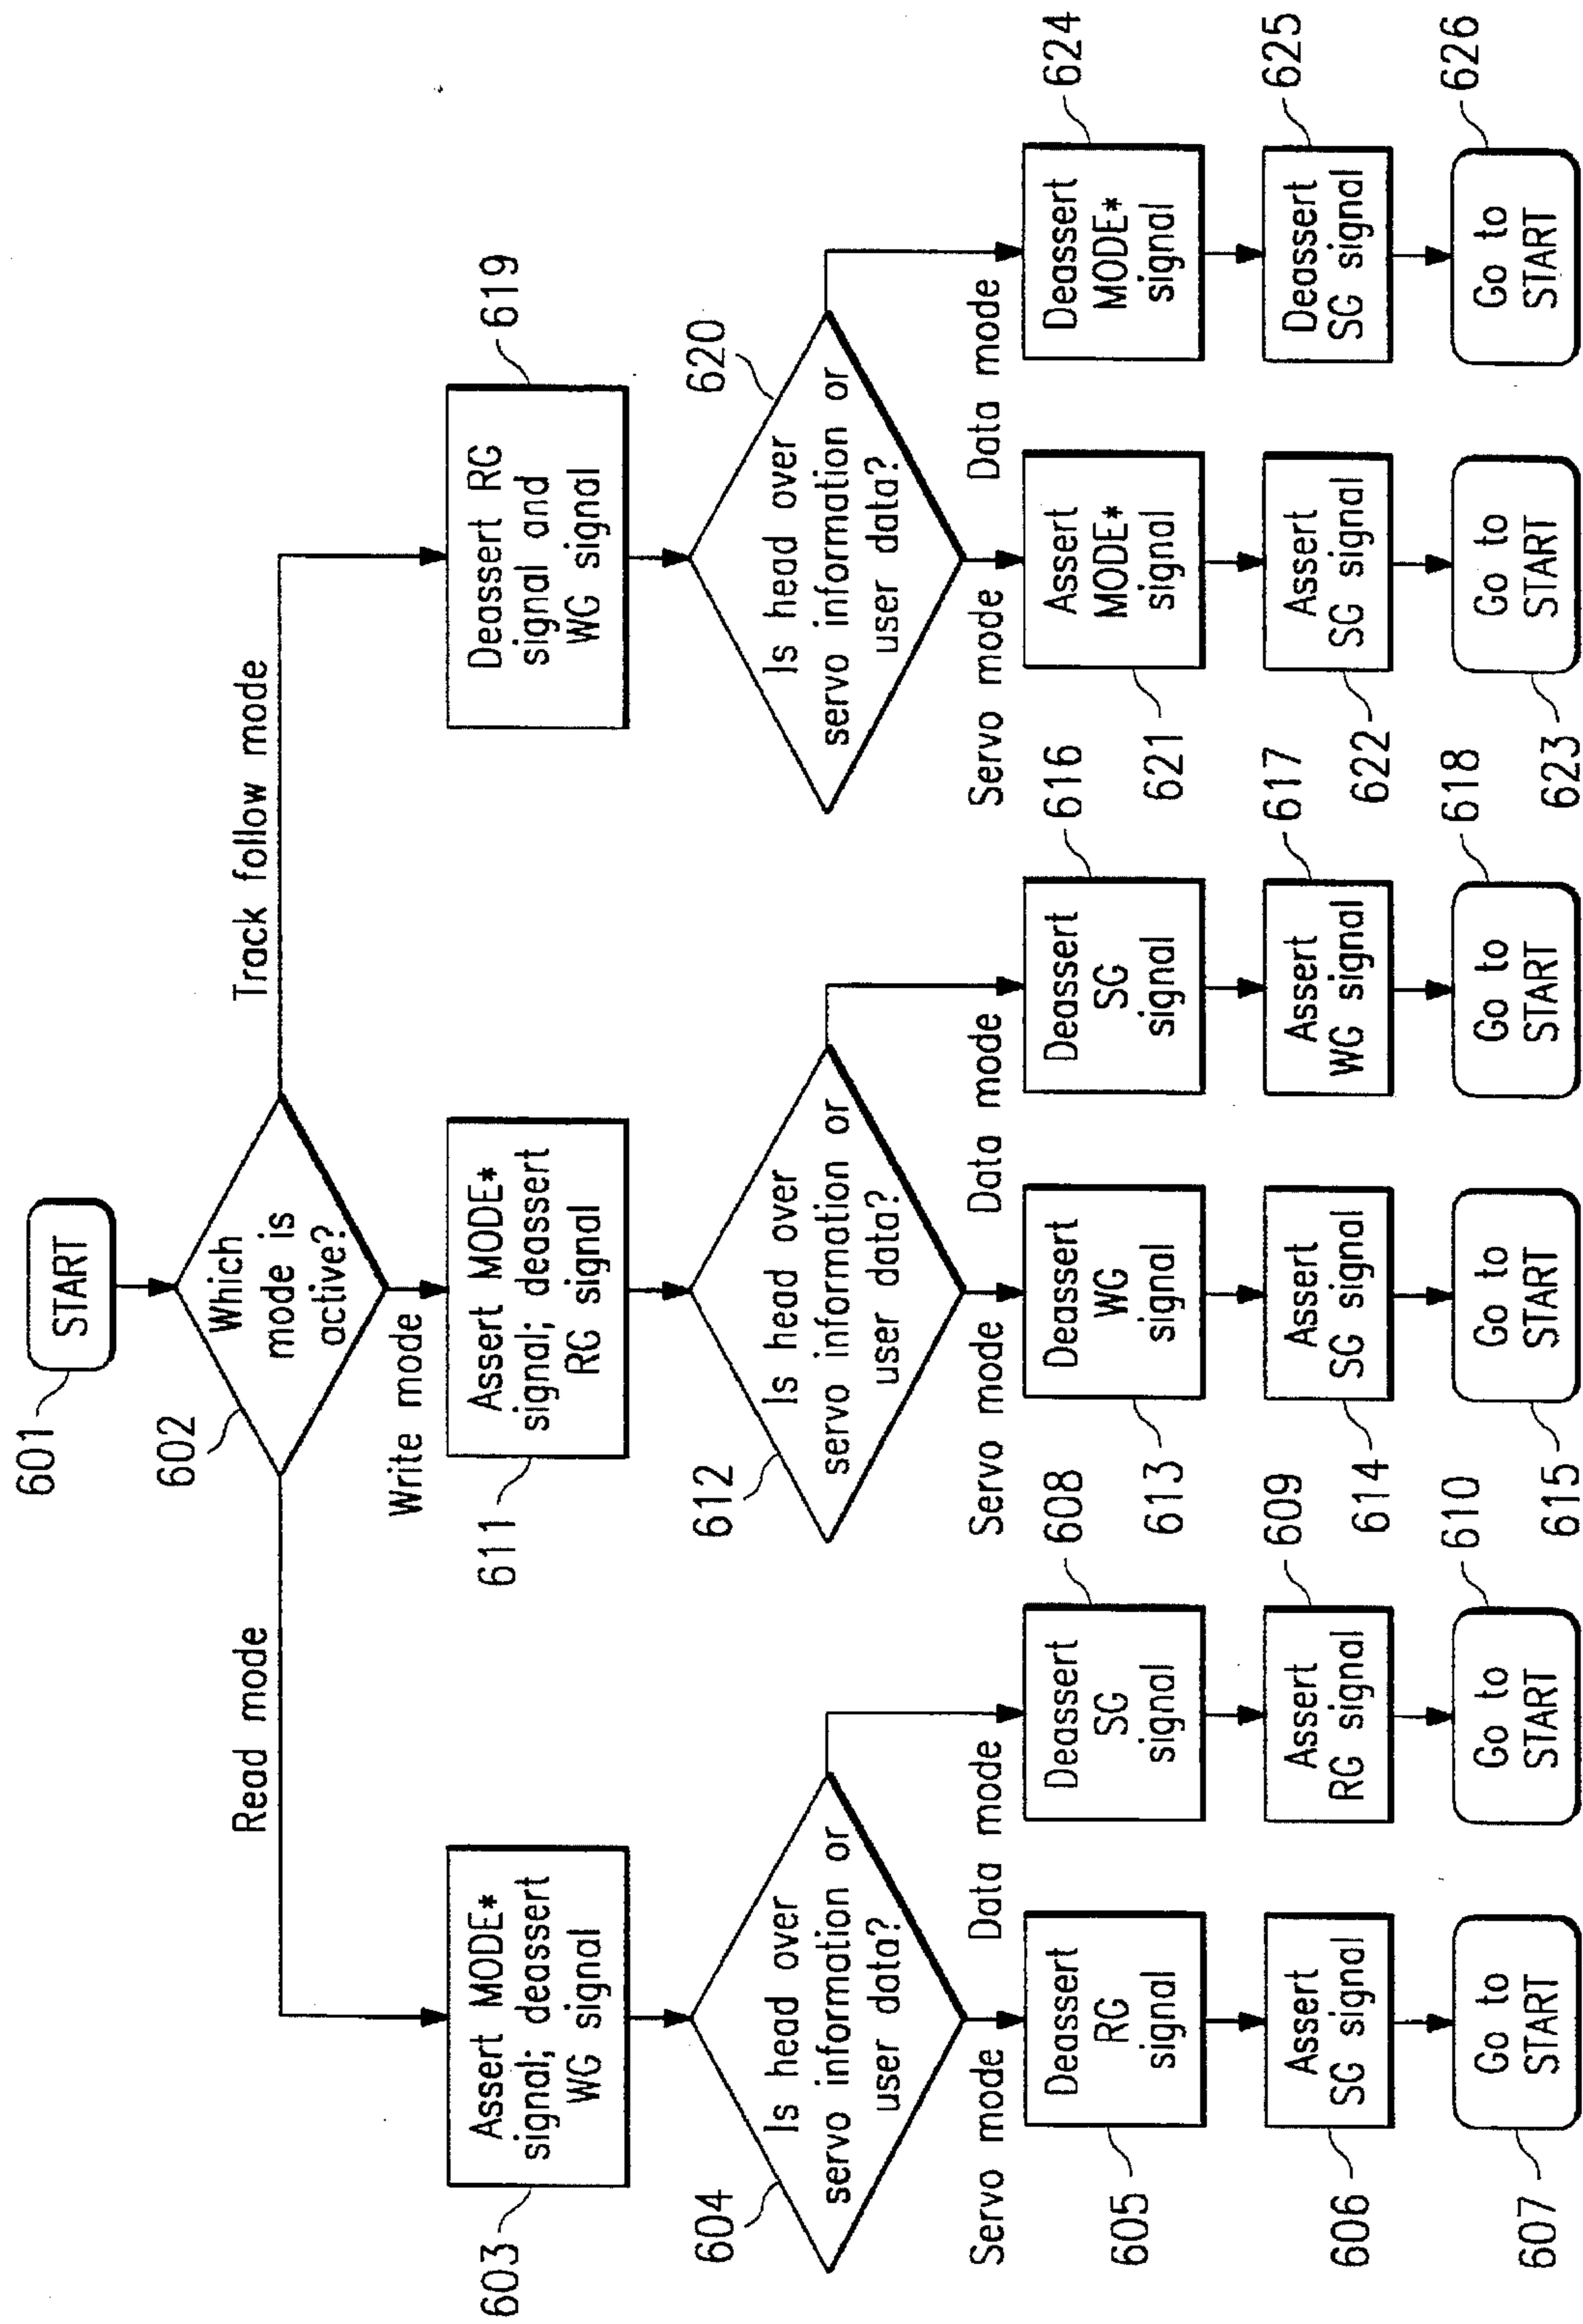 601
START
602
Which
mode is
active?
Read mode
Write mode
Track follow mode
603
Assert MODE*
signal; deassert
WG signal
611
Assert MODE*
signal; deassert
RG signal
Deassert RG
signal and
WG signal
619
604
Is head over
servo information or
user data?
612
Is head over
servo information or
user data?
620
Is head over
servo information or
user data?
Servo mode
Data mode
Servo mode
Data mode
Servo mode
Data mode
605
Deassert
RG
signal
Deassert
SG
signal
608
613
Deassert
WG
signal
Deassert
SG
signal
616
621
Assert
MODE*
signal
Deassert
MODE*
signal
624
606
Assert
SG signal
Assert
RG signal
609
614
Assert
SG signal
Assert
WG signal
617
622
Assert
SG signal
Deassert
SG signal
625
607
Go to
START
Go to
START
610
615
Go to
START
Go to
START
618
623
Go to
START
Go to
START
626